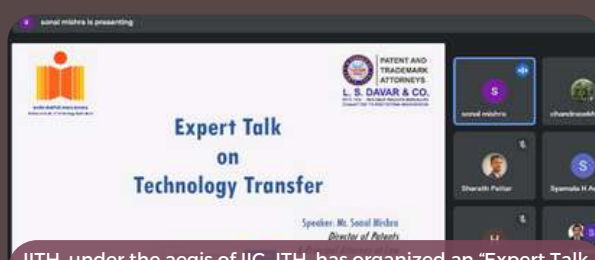 sonal mishra is presenting
PATENT AND
TRADEMARK
ATTORNEYS
L. S. DAVAR & CO.
Expert Talk
on
Technology Transfer
Speaker: Mr. Sonal Mishra
Director of Patents
S
sonal mishra
chandrasekh
Sharath Pattar
S
Syamala H A
IITH, under the aegis of IIC, ITH, has organized an "Expert Talk